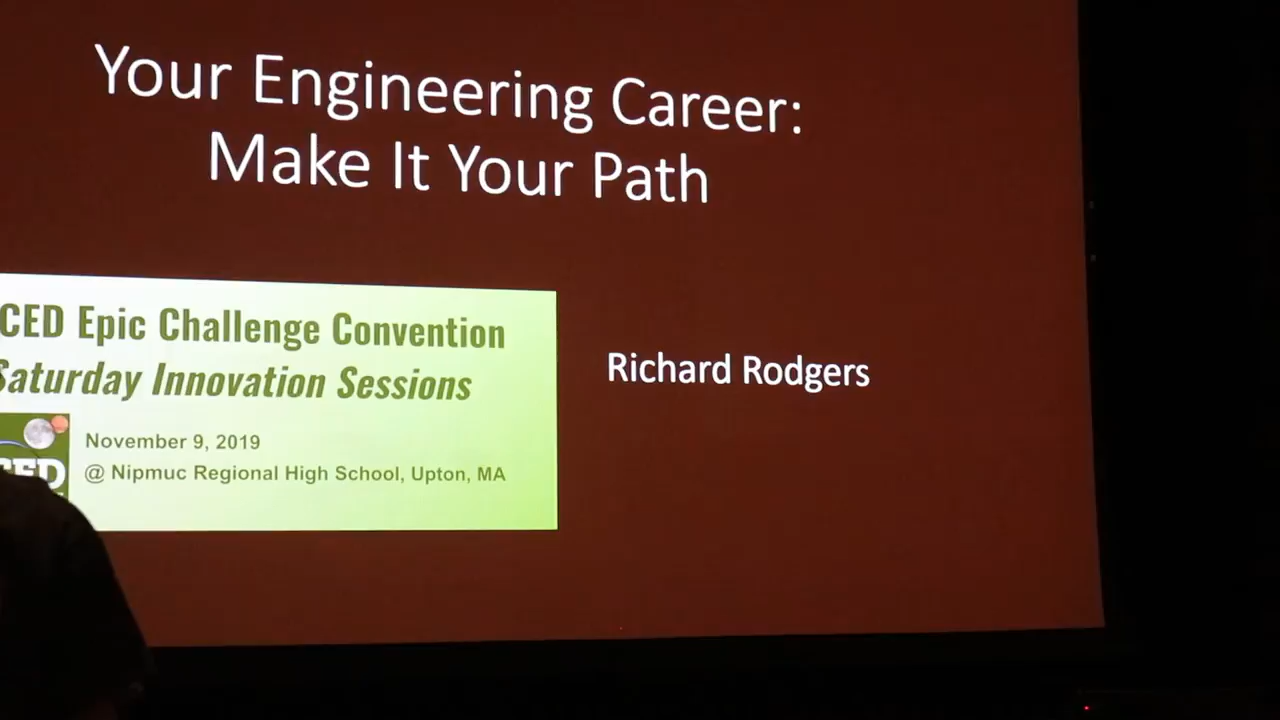 Your Engineering Career:
Make It Your Path
CED Epic Challenge Convention
Saturday Innovation Sessions
Richard Rodgers
November 9, 2019
@ Nipmuc Regional High School, Upton, MA
CED